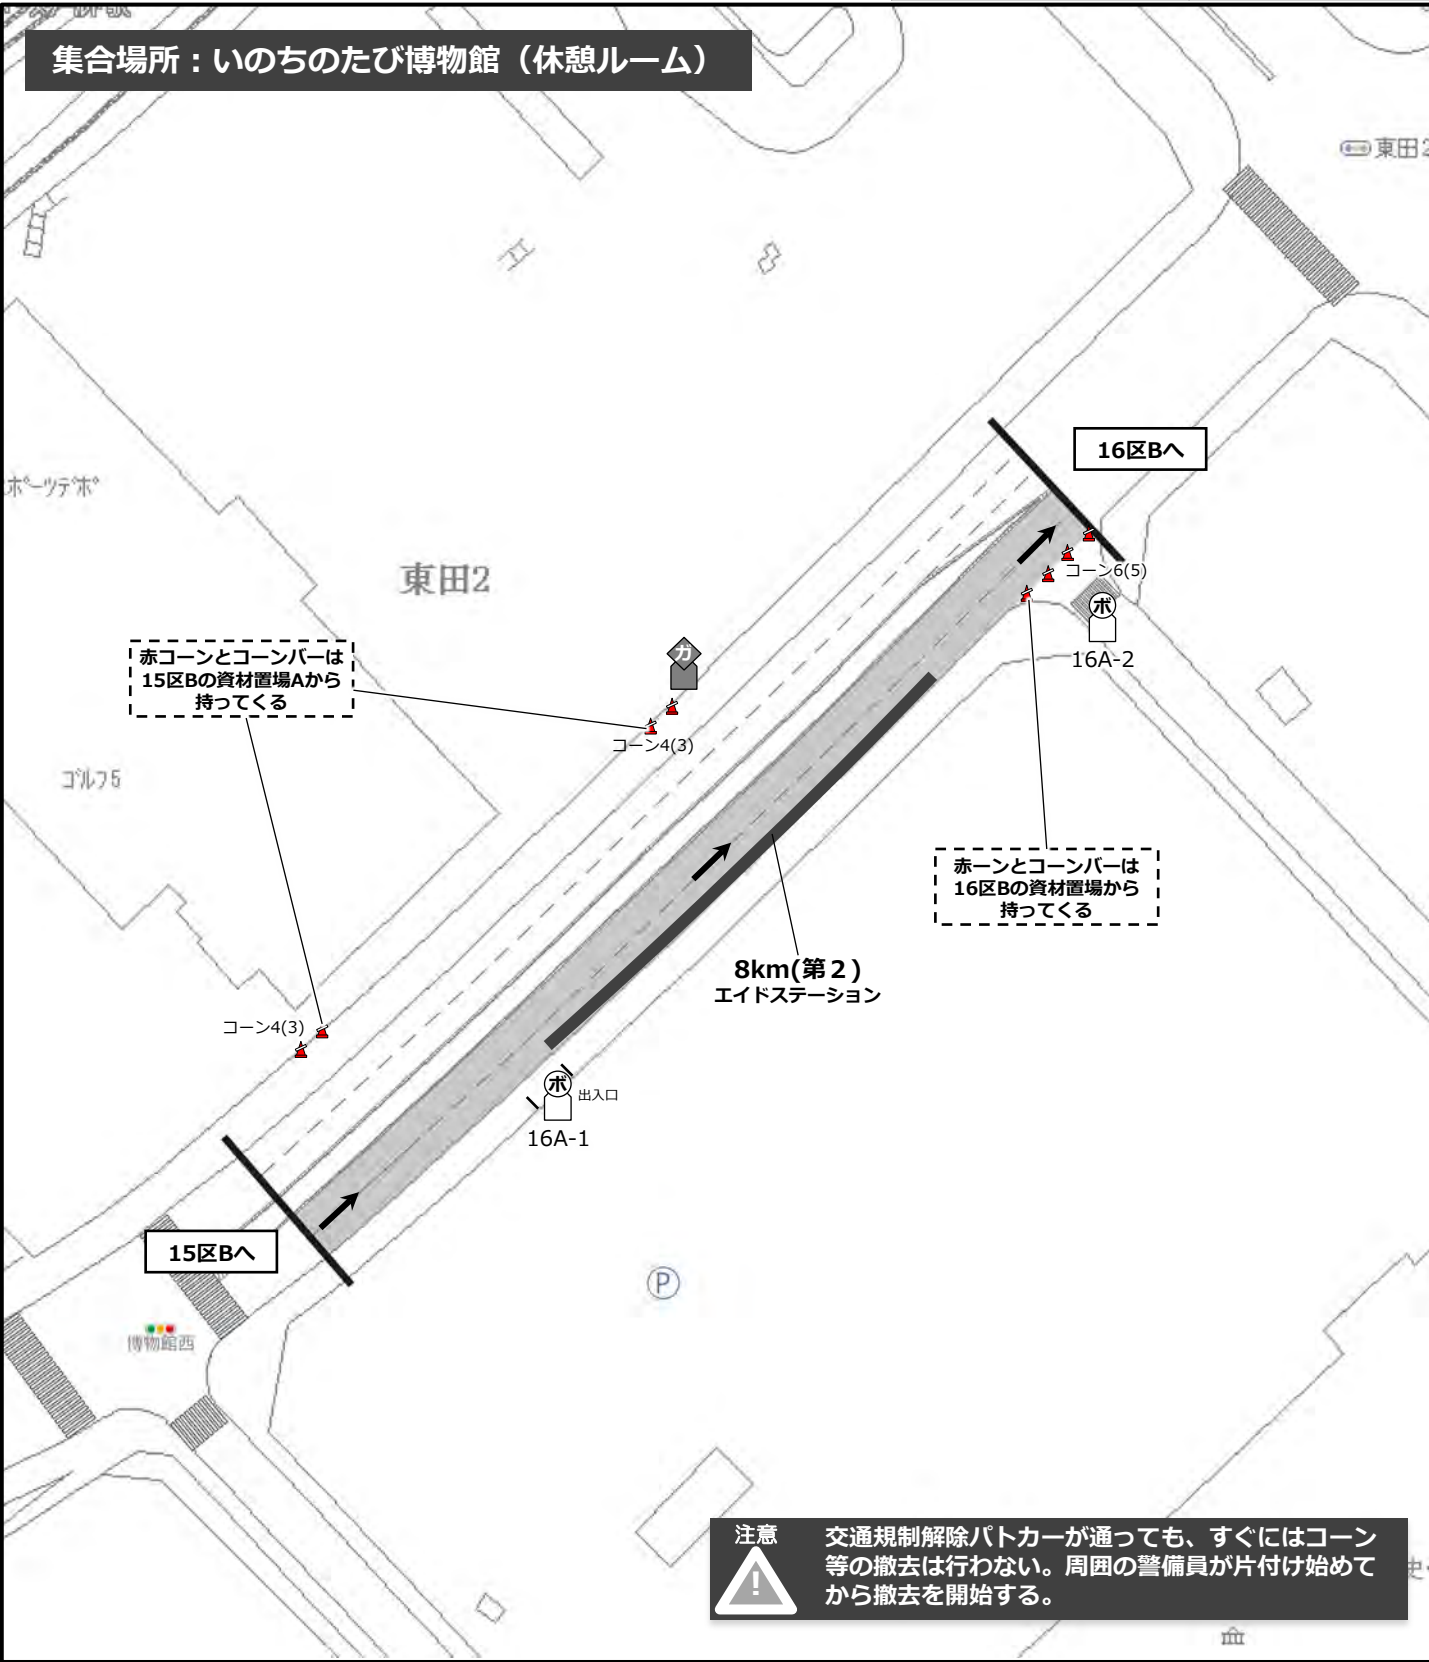 集合場所：いのちのたび博物館（休憩ルーム）
東田2
16区Bへ
ポーツデポ
コーン6(5)
東田2
ガ
ボ
16A-2
赤コーンとコーンバーは
15区Bの資材置場Aから
持ってくる
コーン4(3)
ゴルフ5
赤ーンとコーンバーは
16区Bの資材置場から
持ってくる
8km(第２)
エイドステーション
コーン4(3)
ボ
出入口
16A-1
15区Bへ
P
博物館西
注意
!
交通規制解除パトカーが通っても、すぐにはコーン
等の撤去は行わない。周囲の警備員が片付け始めて
から撤去を開始する。
史